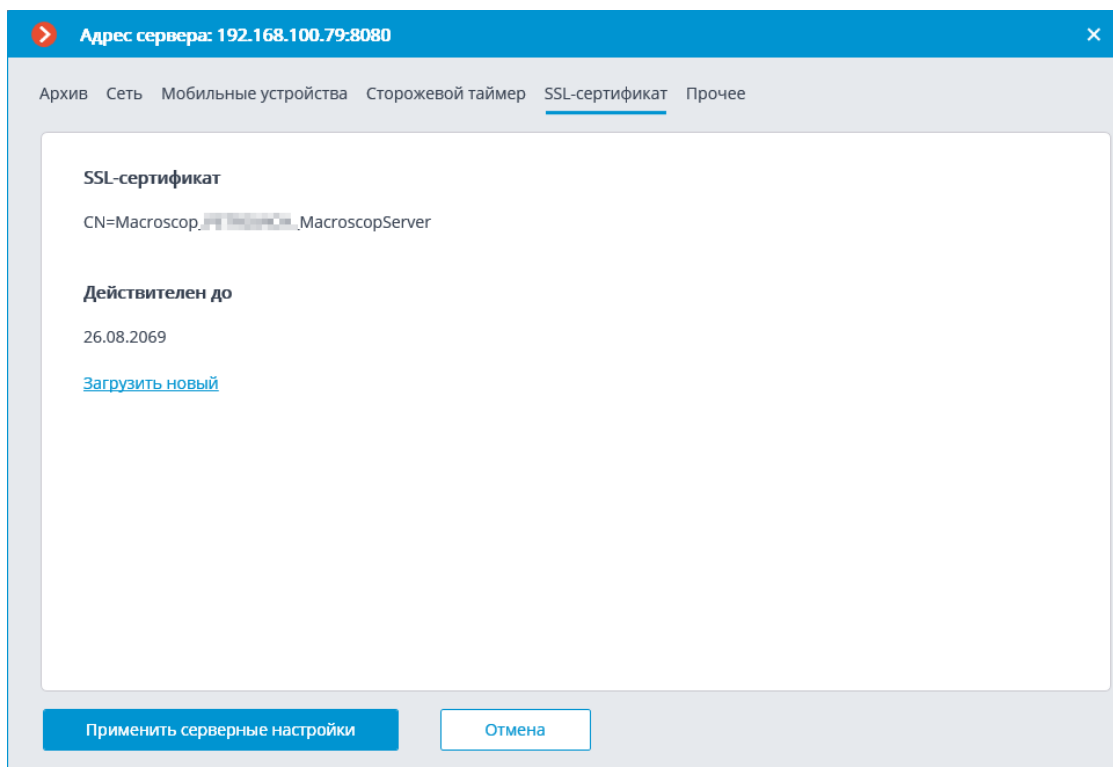 Адрес сервера: 192.168.100.79:8080
Архив Сеть Мобильные устройства Сторожевой таймер SSL-сертификат Прочее
SSL-сертификат
CN=Macroscop_ _MacroscopServer
Действителен до
26.08.2069
Загрузить новый
Применить серверные настройки Отмена